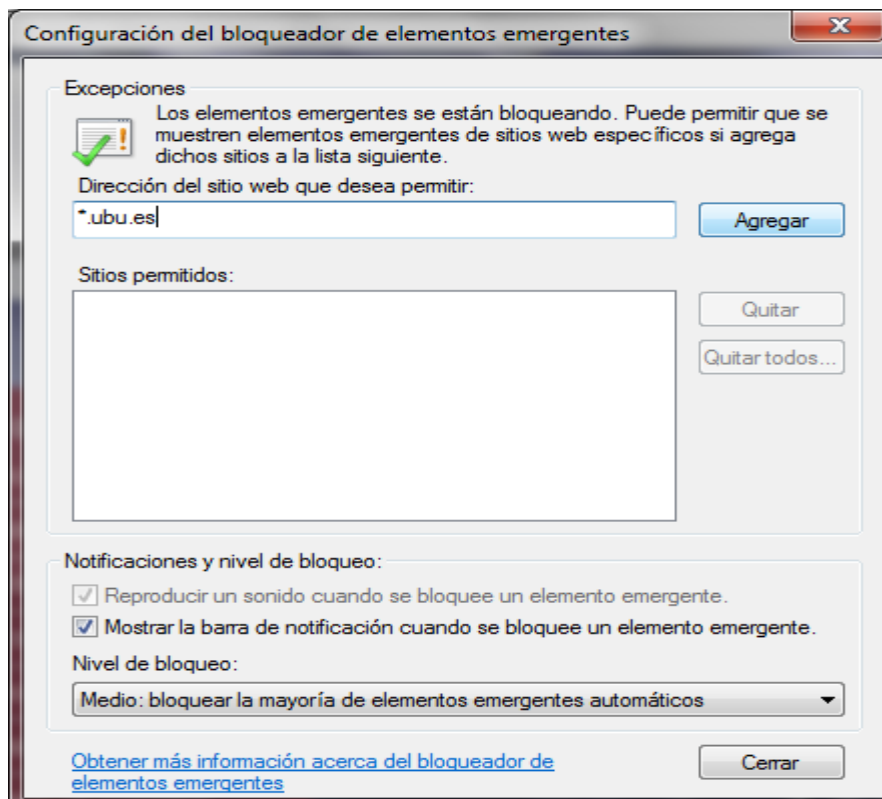 Configuración del bloqueador de elementos emergentes
Excepciones
Los elementos emergentes se están bloqueando. Puede permitir que se
muestren elementos emergentes de sitios web específicos si agrega
dichos sitios a la lista siguiente.
Dirección del sitio web que desea permitir:
*.ubu.es
Agregar
Sitios permitidos:
Quitar
Quitar todos...
Notificaciones y nivel de bloqueo:
Reproducir un sonido cuando se bloquee un elemento emergente.
Mostrar la barra de notificación cuando se bloquee un elemento emergente.
Nivel de bloqueo:
Medio: bloquear la mayoría de elementos emergentes automáticos
Obtener más información acerca del bloqueador de
elementos emergentes
Cerrar